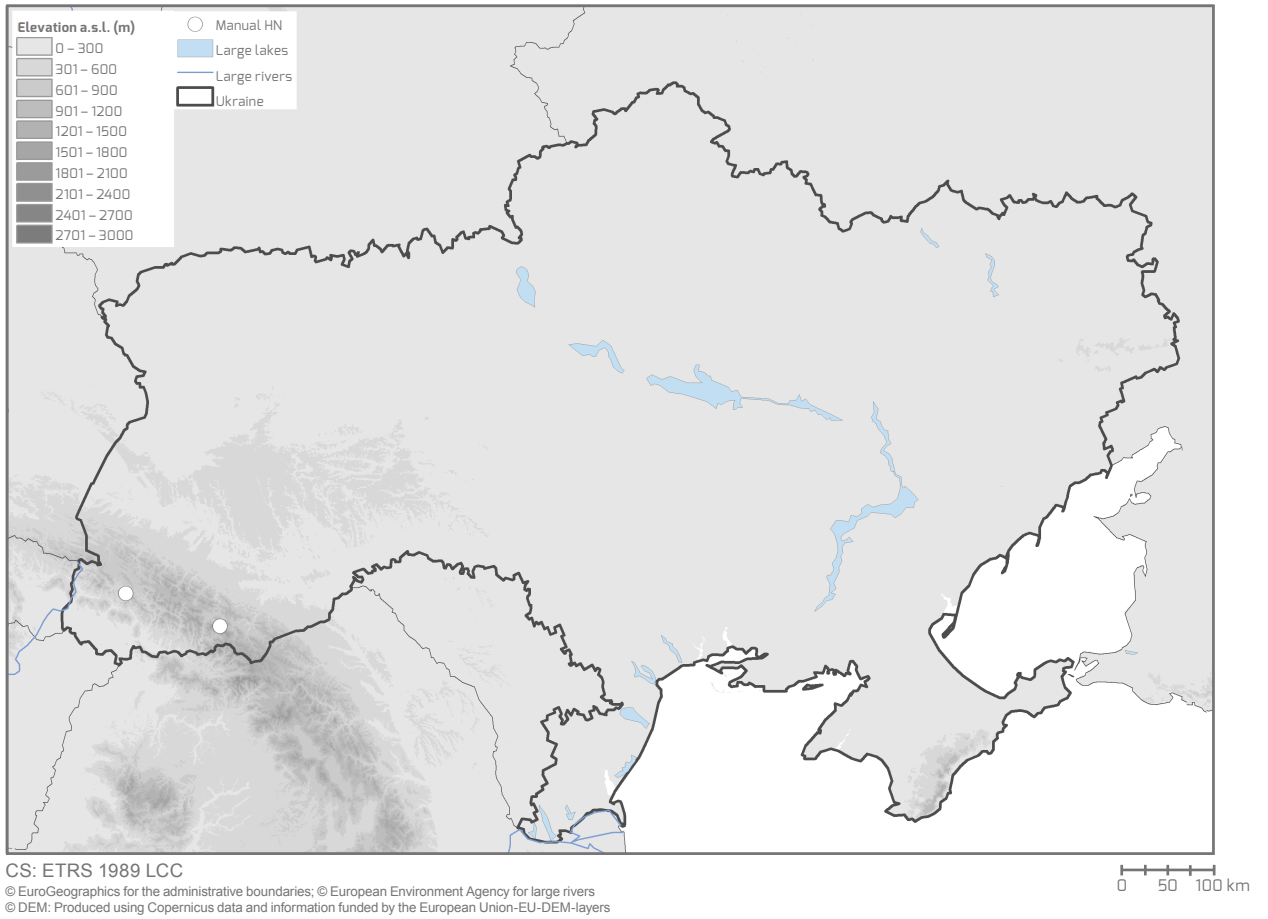 Elevation a.s.l. (m)
0 – 300
301 – 600
601 – 900
901 – 1200
1201 – 1500
1501 – 1800
1801 – 2100
2101 – 2400
2401 – 2700
2701 – 3000
Manual HN
Large lakes
Large rivers
Ukraine
CS: ETRS 1989 LCC
© EuroGeographics for the administrative boundaries; © European Environment Agency for large rivers
© DEM: Produced using Copernicus data and information funded by the European Union-EU-DEM-layers
0 50 100 km